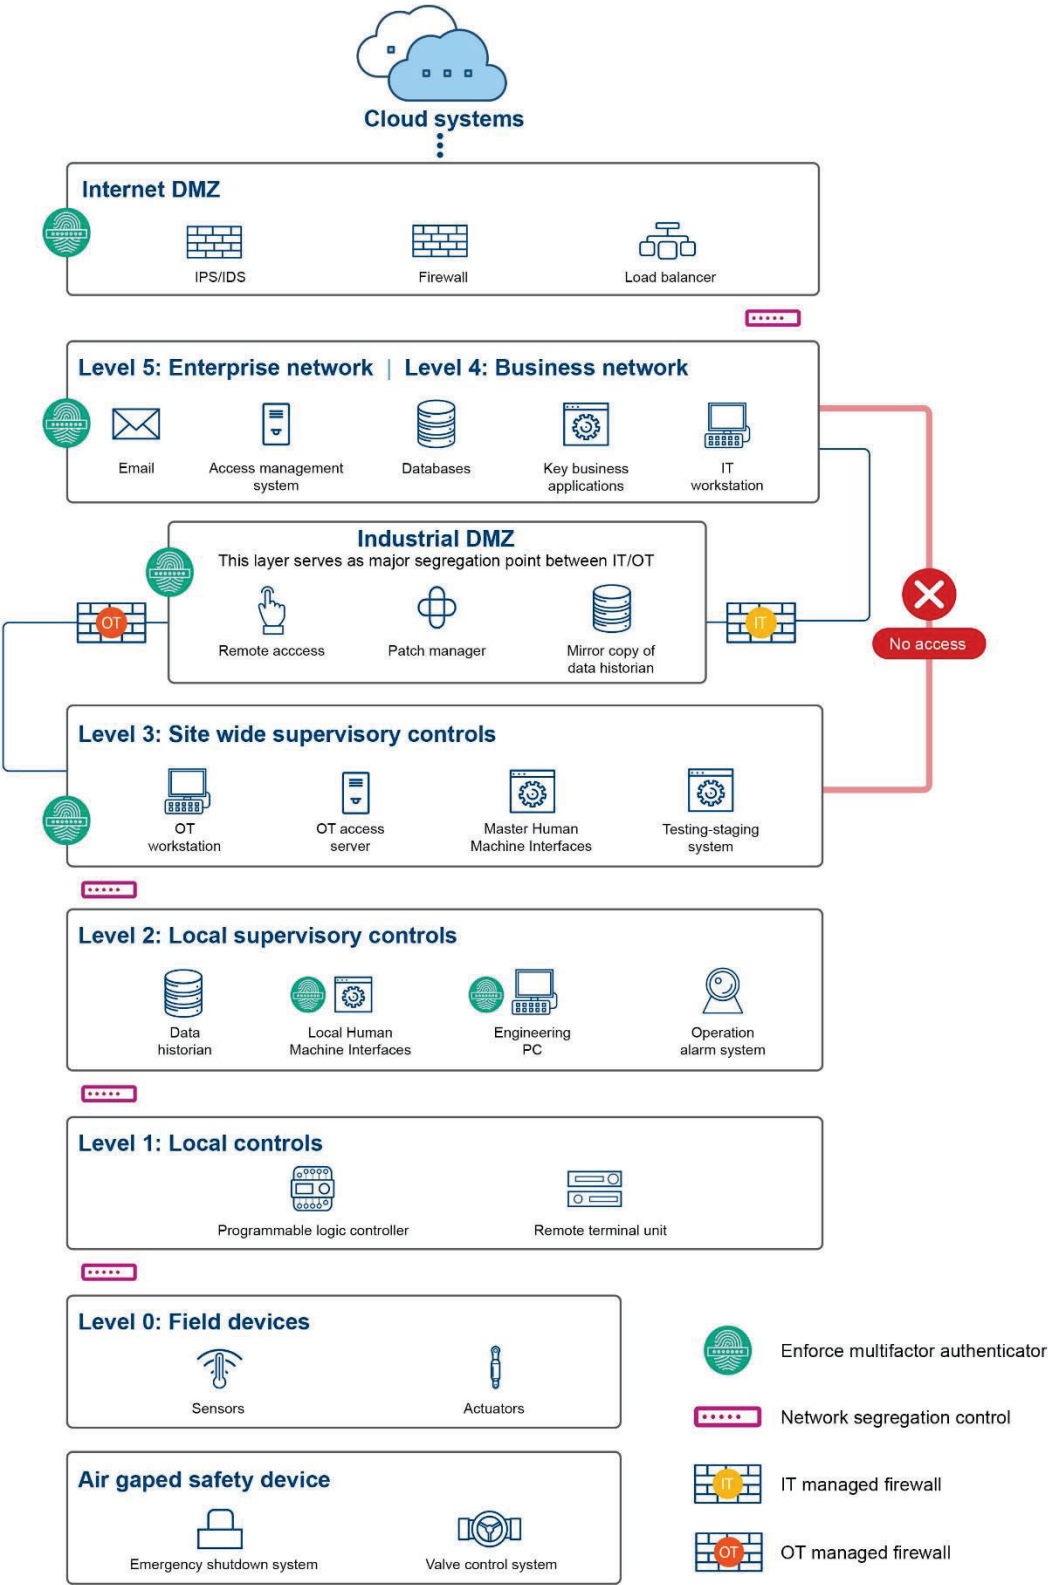 Cloud systems
Internet DMZ
IPS/IDS
Firewall
Load balancer
Level 5: Enterprise network | Level 4: Business network
Email
Access management
system
Databases
Key business
applications
IT
workstation
Industrial DMZ
This layer serves as major segregation point between IT/OT
OT
Remote acccess
Patch manager
Mirror copy of
data historian
IT
No access
Level 3: Site wide supervisory controls
OT
workstation
OT access
server
Master Human
Machine Interfaces
Testing-staging
system
Level 2: Local supervisory controls
Data
historian
Local Human
Machine Interfaces
Engineering
PC
Operation
alarm system
Level 1: Local controls
Programmable logic controller
Remote terminal unit
Level 0: Field devices
Sensors
Actuators
Air gaped safety device
Emergency shutdown system
Valve control system
Enforce multifactor authenticator
Network segregation control
IT
IT managed firewall
OT
OT managed firewall